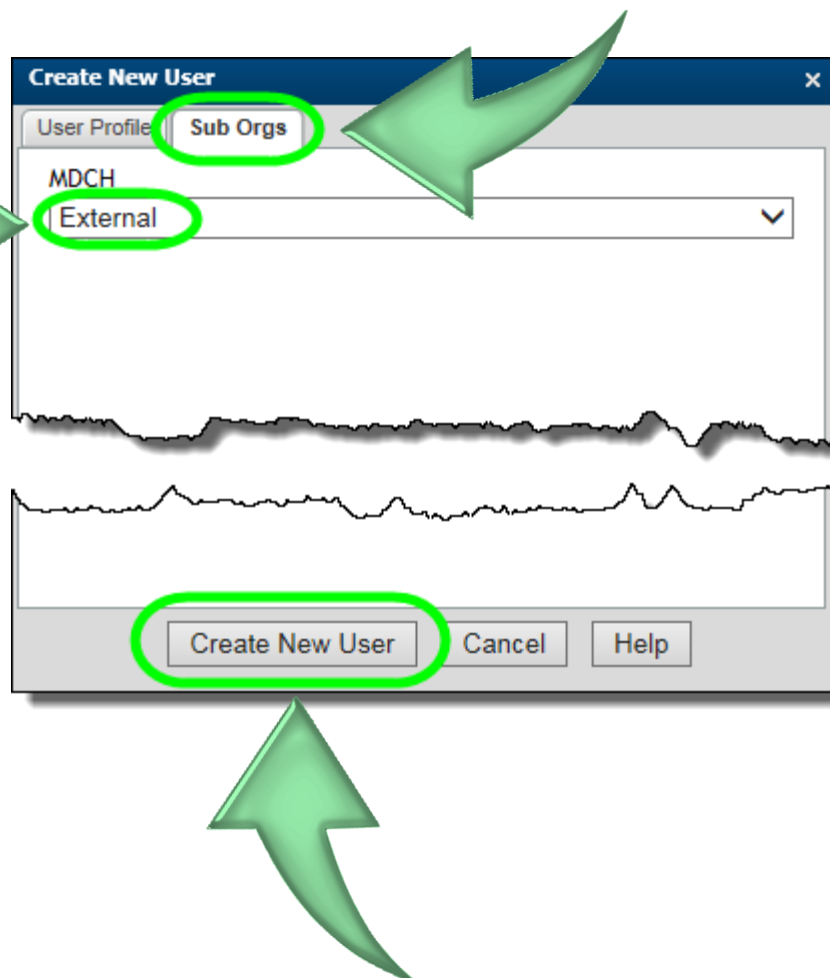 Create New User ×
User Profile Sub Orgs
MDCH
External
Create New User Cancel Help